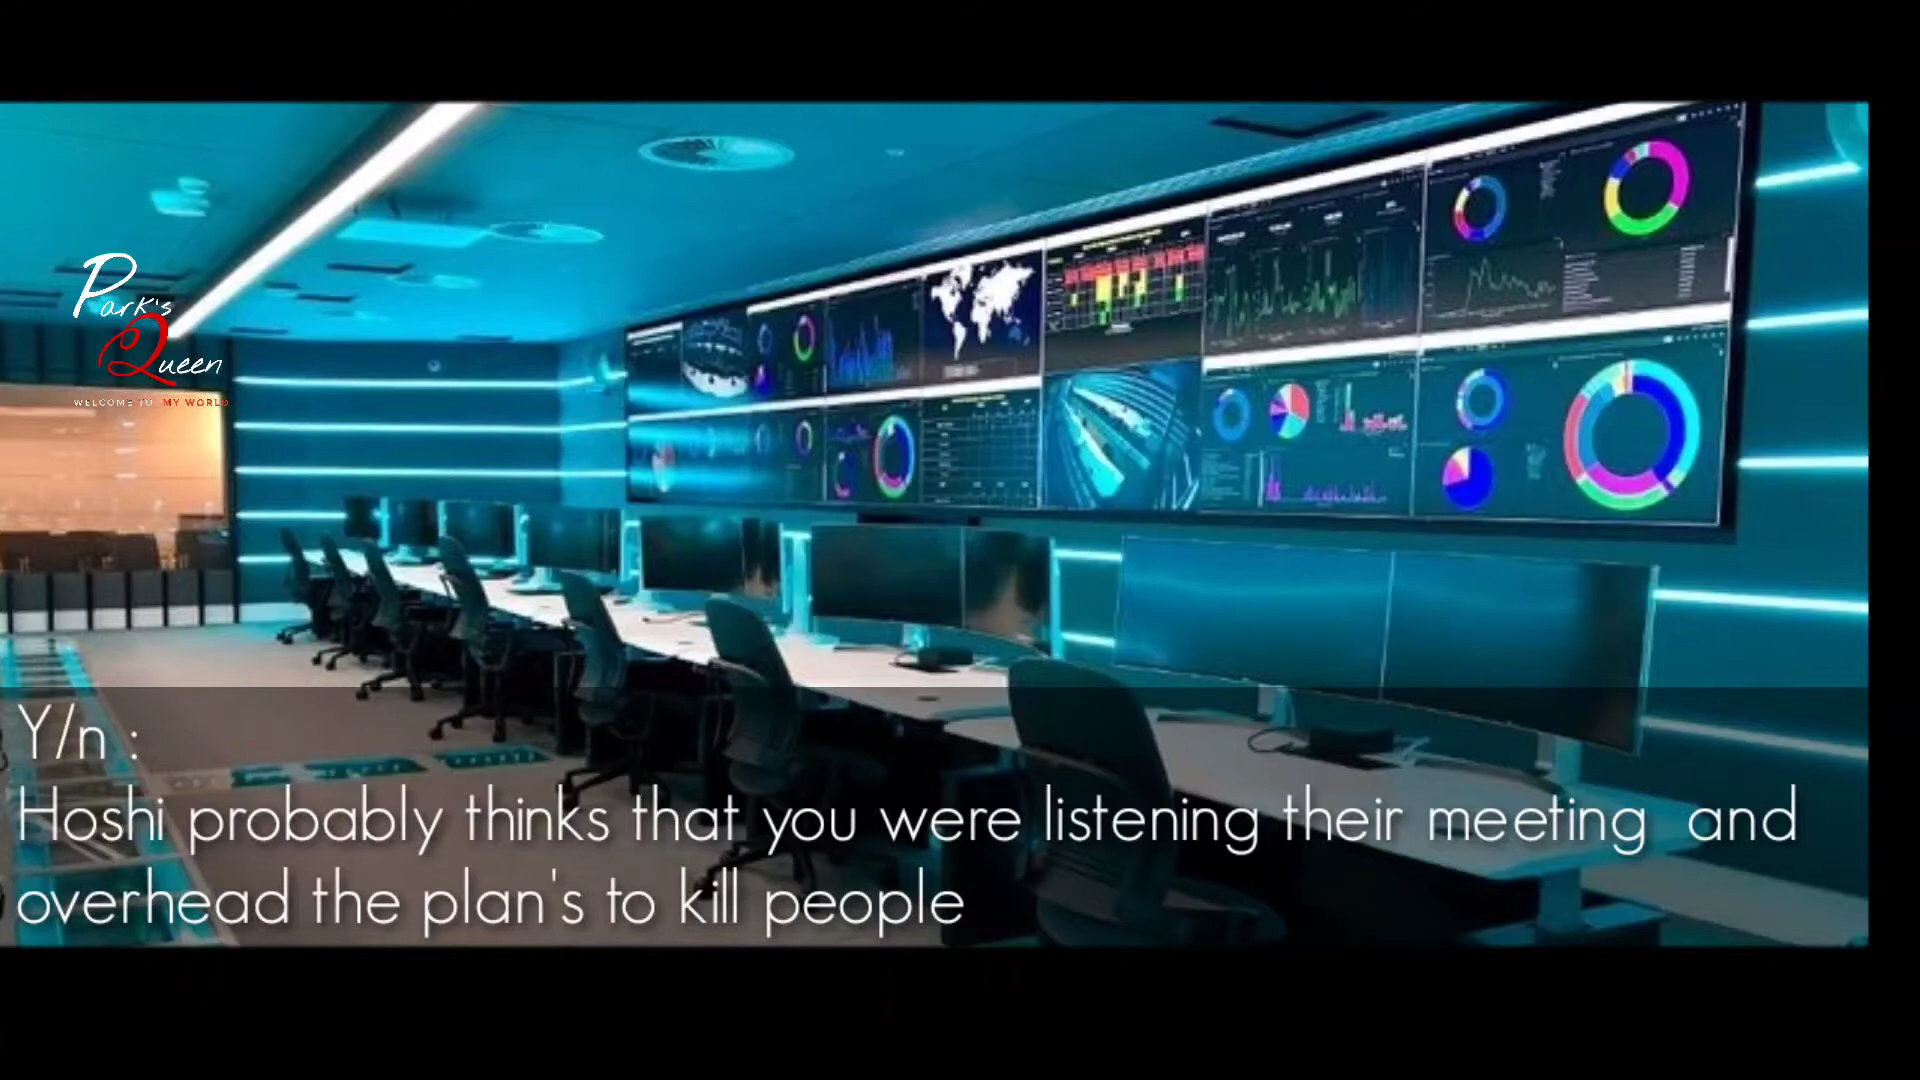 Park's
Queen
WELCOME TO MY WORLD
Y/n :
Hoshi probably thinks that you were listening their meeting and
overhead the plan's to kill people